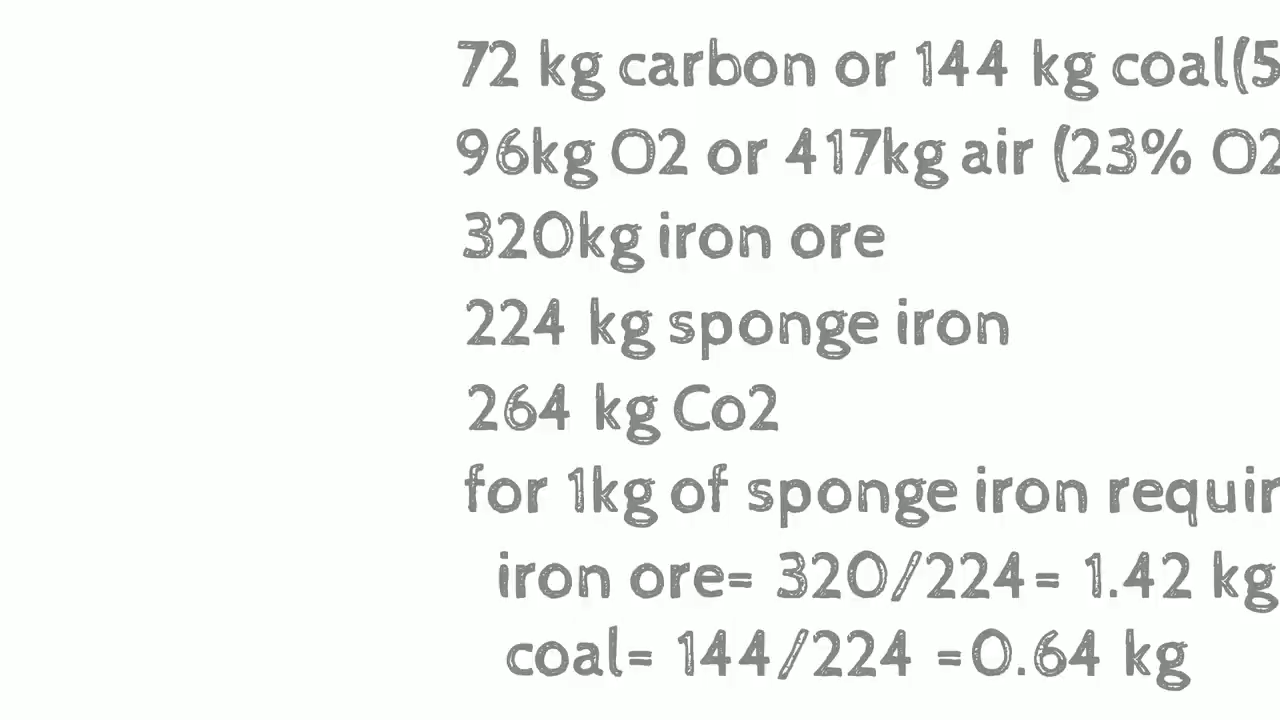 72 kg carbon or 144 kg coal(5
96kg O2 or 417kg air (23% O2
320kg iron ore
224 kg sponge iron
264 kg Co2
for 1kg of sponge iron requir
iron ore= 320/224= 1.42 kg
coal= 144/224 =0.64 kg